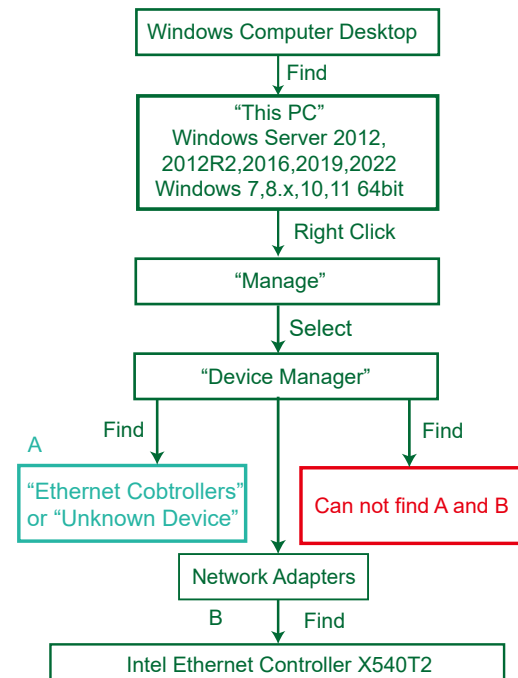 Windows Computer Desktop
Find
“This PC”
Windows Server 2012,
2012R2,2016,2019,2022
Windows 7,8.x,10,11 64bit
Right Click
“Manage”
Select
“Device Manager”
Find
Find
A
“Ethernet Cobtrollers”
or “Unknown Device”
Can not find A and B
Network Adapters
B
Find
Intel Ethernet Controller X540T2